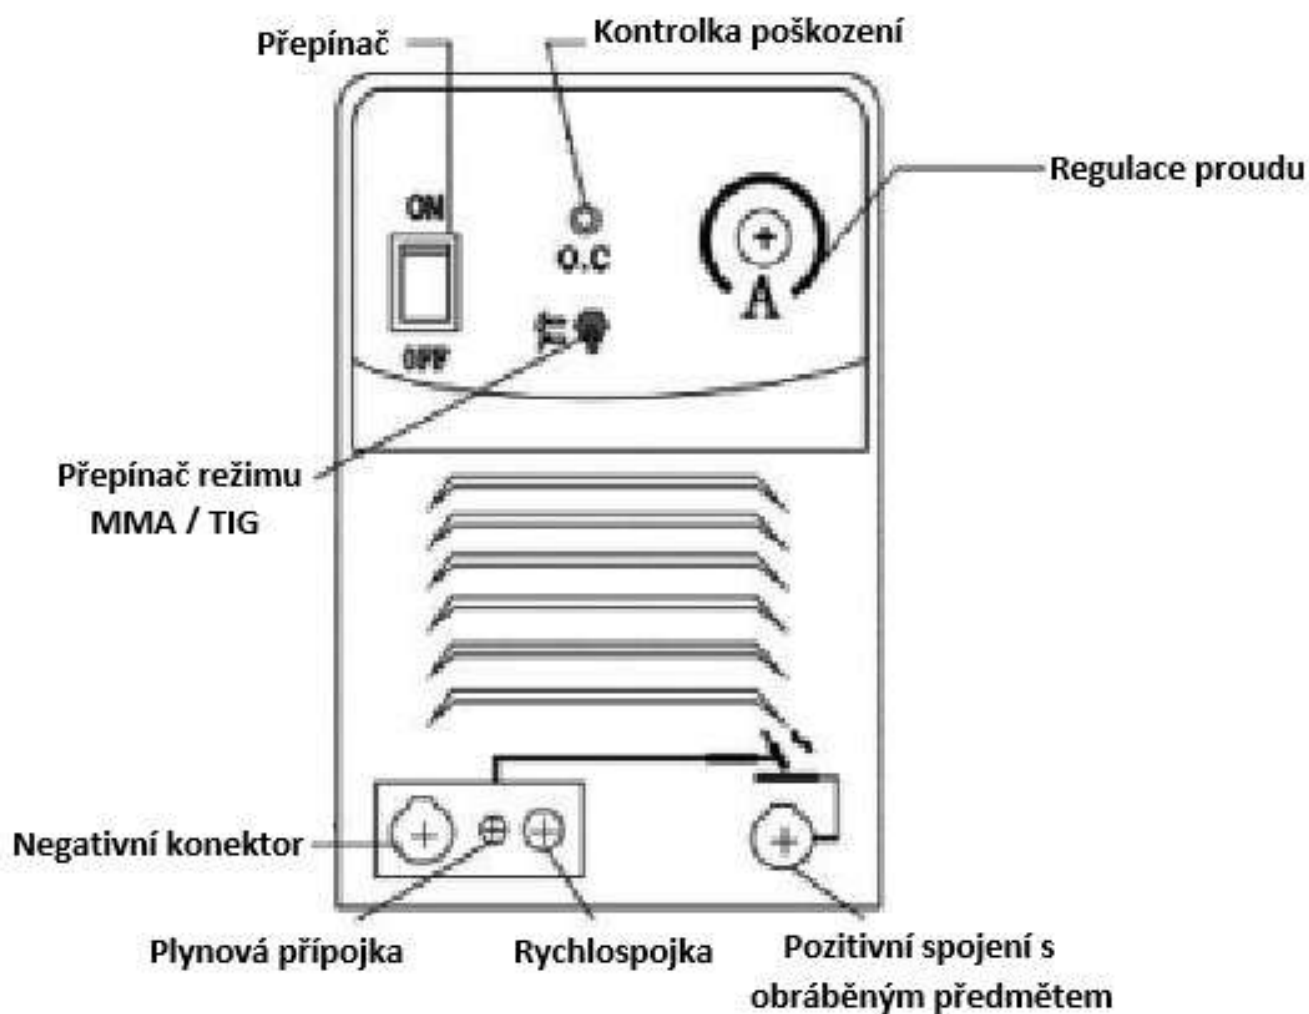 Přepínač
Kontrolka poškození
Regulace proudu
ON
O.C
A
OFF
Přepínač režimu
MMA / TIG
Negativní konektor
Plynová přípojka
Rychlospojka
Pozitivní spojení s
obráběným předmětem